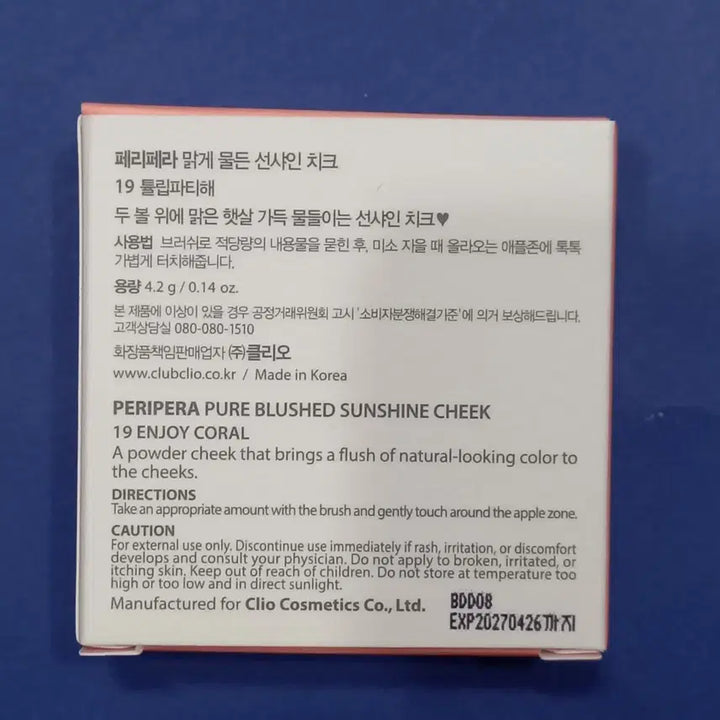 페리페라 맑게 물든 선샤인 치크
19 튤립파티해
두 볼 위에 맑은 햇살 가득 물들이는 선샤인 치크♥
사용법 브러쉬로 적당량의 내용물을 묻힌 후, 미소 지을 때 올라오는 애플존에 톡톡
가볍게 터치해줍니다.
용량 4.2 g / 0.14 oz.
본 제품에 이상이 있을 경우 공정거래위원회 고시 '소비자분쟁해결기준'에 의거 보상해드립니다.
고객상담실 080-080-1510
화장품책임판매업자 (주)클리오
www.clubclio.co.kr / Made in Korea
PERIPERA PURE BLUSHED SUNSHINE CHEEK
19 ENJOY CORAL
A powder cheek that brings a flush of natural-looking color to
the cheeks.
DIRECTIONS
Take an appropriate amount with the brush and gently touch around the apple zone.
CAUTION
For external use only. Discontinue use immediately if rash, irritation, or discomfort
develops and consult your physician. Do not apply to broken, irritated, or
itching skin. Keep out of reach of children. Do not store at temperature too
high or too low and in direct sunlight.
Manufactured for Clio Cosmetics Co., Ltd.
BDD08
EXP20270426까지